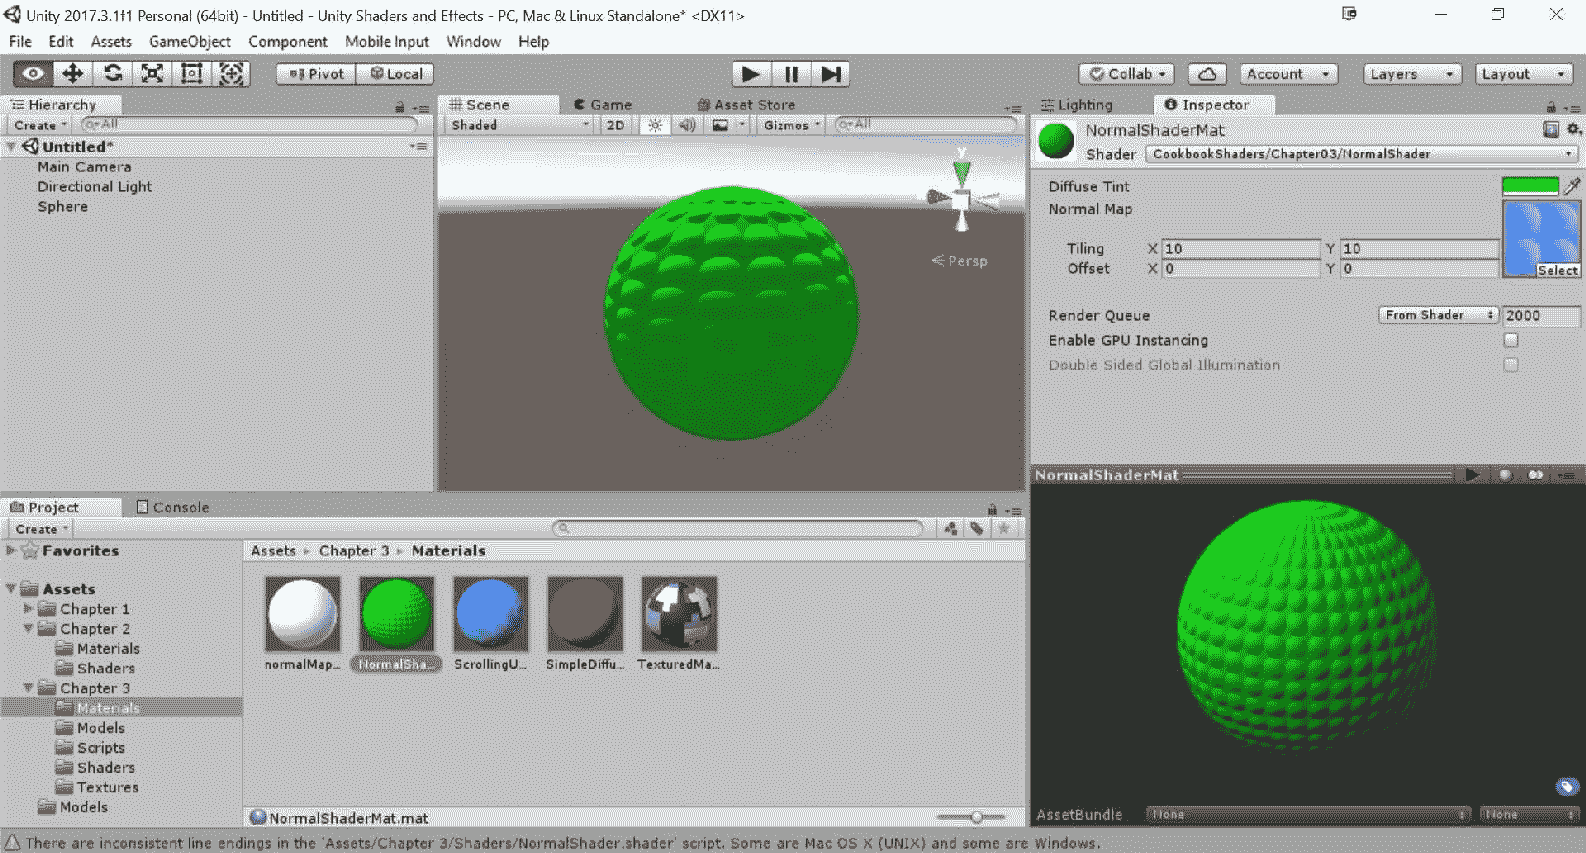 Unity 2017.3.1f1 Personal (64bit) - Untitled - Unity Shaders and Effects - PC, Mac & Linux Standalone* <DX11>
File Edit Assets GameObject Component Mobile Input Window Help
Pivot Local Collab Account Layers Layout
Hierarchy
Create All
Untitled*
Main Camera
Directional Light
Sphere
Scene Game Asset Store
Shaded 2D Gizmos All
y
Persp
Lighting Inspector
NormalShaderMat
Shader CookbookShaders/Chapter03/NormalShader
Diffuse Tint
Normal Map
Tiling X 10 Y 10
Offset X 0 Y 0
Select
Render Queue From Shader 2000
Enable GPU Instancing
Double Sided Global Illumination
NormalShaderMat
AssetBundle None None
Project Console
Create
Favorites
Assets
Chapter 1
Chapter 2
Materials
Shaders
Chapter 3
Materials
Models
Scripts
Shaders
Textures
Models
Assets Chapter 3 Materials
normalMap... NormalSha... ScrollingU... SimpleDiffu... TexturedMa...
NormalShaderMat.mat
There are inconsistent line endings in the 'Assets/Chapter 3/Shaders/NormalShader.shader' script. Some are Mac OS X (UNIX) and some are Windows.